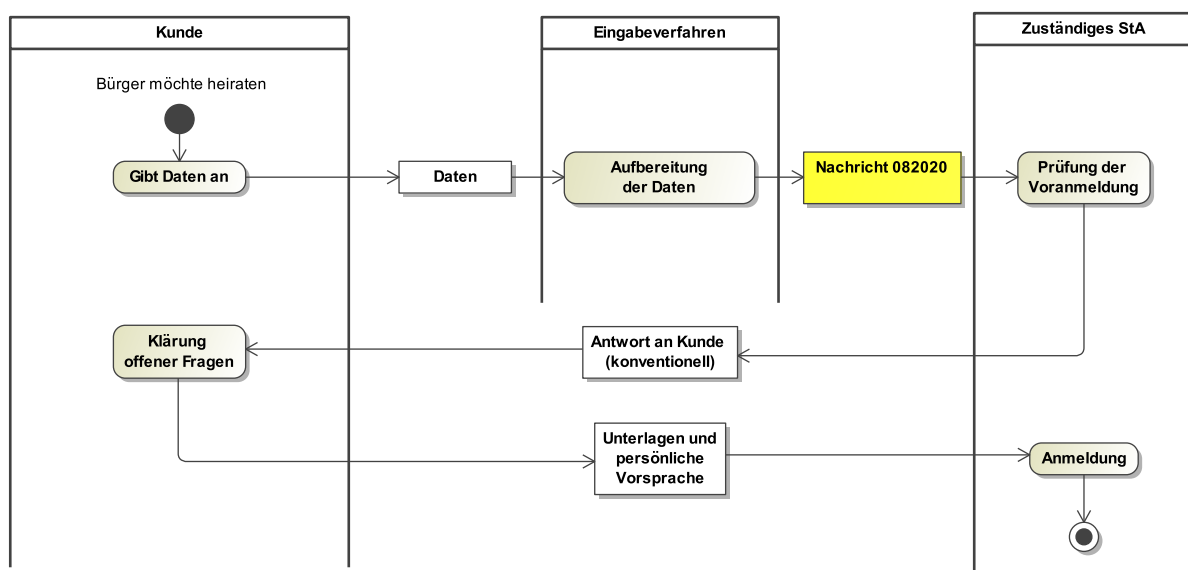 Kunde
Eingabeverfahren
Zuständiges StA
Bürger möchte heiraten
Gibt Daten an
Daten
Aufbereitung
der Daten
Nachricht 082020
Prüfung der
Voranmeldung
Klärung
offener Fragen
Antwort an Kunde
(konventionell)
Unterlagen und
persönliche
Vorsprache
Anmeldung